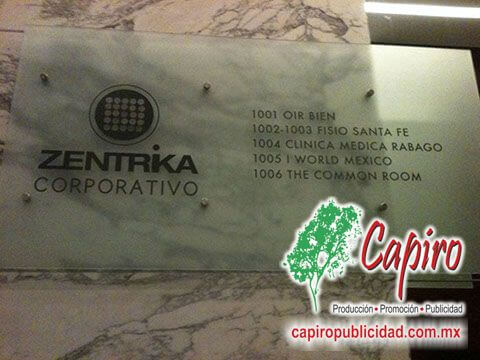 ZENTRIKA
CORPORATIVO
1001 OIR BIEN
1002-1003 FISIO SANTA FE
1004 CLINICA MEDICA RABAGO
1005 I WORLD MEXICO
1006 THE COMMON ROOM
Capiro
Producción • Promoción • Publicidad
capiropublicidad.com.mx